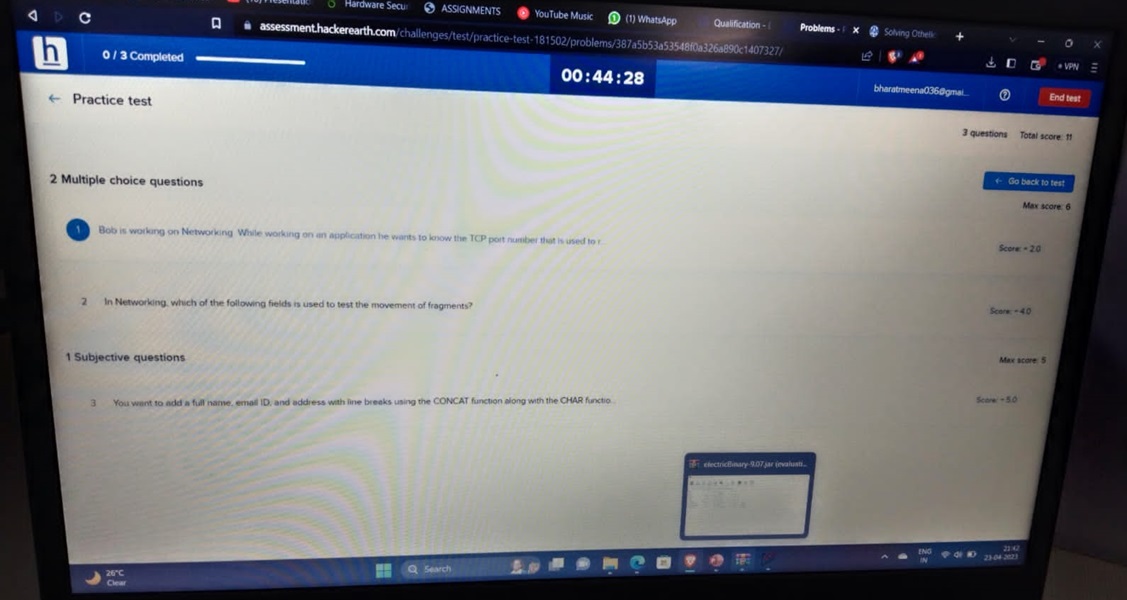 Hardware Secu
ASSIGNMENTS
YouTube Music
(1) WhatsApp
Qualification -
Problems -
Solving Othello
assessment.hackerearth.com/challenges/test/practice-test-181502/problems/387a5b53a53548f0a326a890c1407327/
VPN
h
0 / 3 Completed
00:44:28
bharatmeena036@gmai...
End test
← Practice test
3 questions Total score: 11
2 Multiple choice questions
← Go back to test
Max score: 6
1 Bob is working on Networking. While working on an application he wants to know the TCP port number that is used to r...
Score: - 2.0
2 In Networking, which of the following fields is used to test the movement of fragments?
Score: - 4.0
1 Subjective questions
Max score: 5
3 You want to add a full name, email ID, and address with line breaks using the CONCAT function along with the CHAR functio...
Score: - 5.0
electricBinary-9.07.jar (evaluati...
26°C
Clear
Search
ENG
IN
21:42
23-04-2023